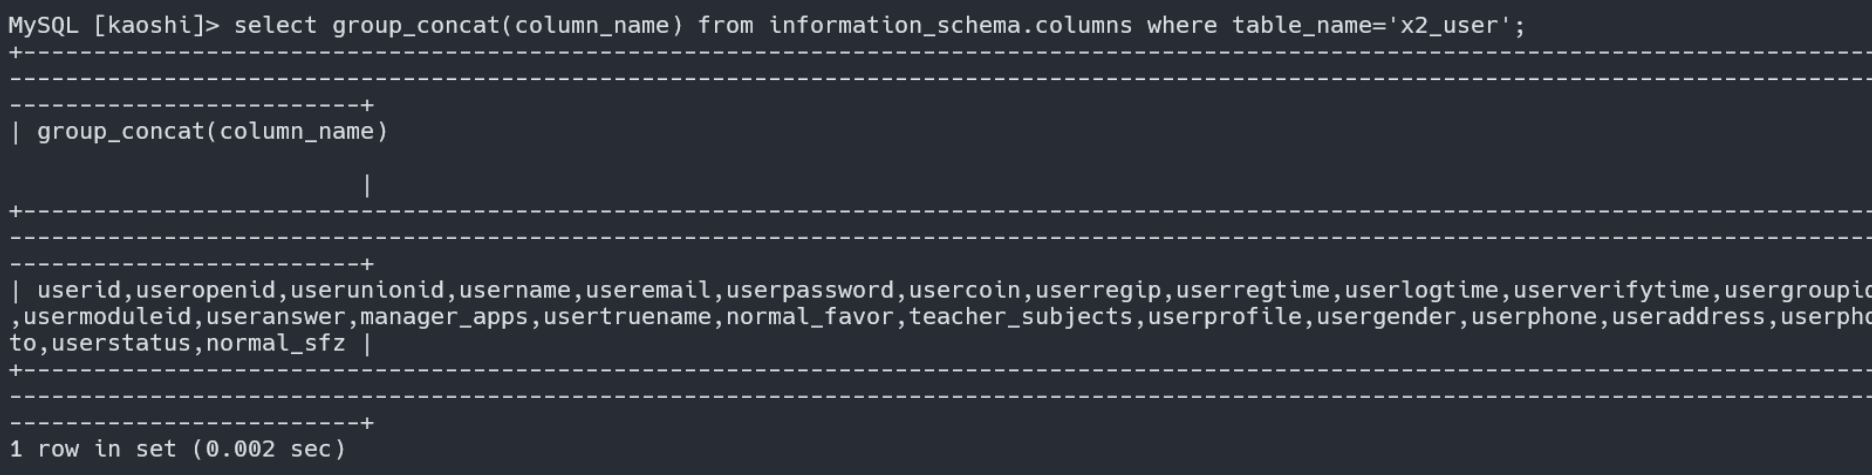 MySQL [kaoshi]> select group_concat(column_name) from information_schema.columns where table_name='x2_user';
+-----------------------------------------------------------------------------------------------------------------------------------
-------------------------------------------------------------------------------------------------------------------------------------
-------------------------+
| group_concat(column_name)
|
+-----------------------------------------------------------------------------------------------------------------------------------
-------------------------------------------------------------------------------------------------------------------------------------
-------------------------+
| userid,useropenid,userunionid,username,useremail,userpassword,usercoin,userregip,userregtime,userlogtime,userverifytime,usergroupid
,usermoduleid,useranswer,manager_apps,usertruename,normal_favor,teacher_subjects,userprofile,usergender,userphone,useraddress,userpho
to,userstatus,normal_sfz |
+-----------------------------------------------------------------------------------------------------------------------------------
-------------------------------------------------------------------------------------------------------------------------------------
-------------------------+
1 row in set (0.002 sec)